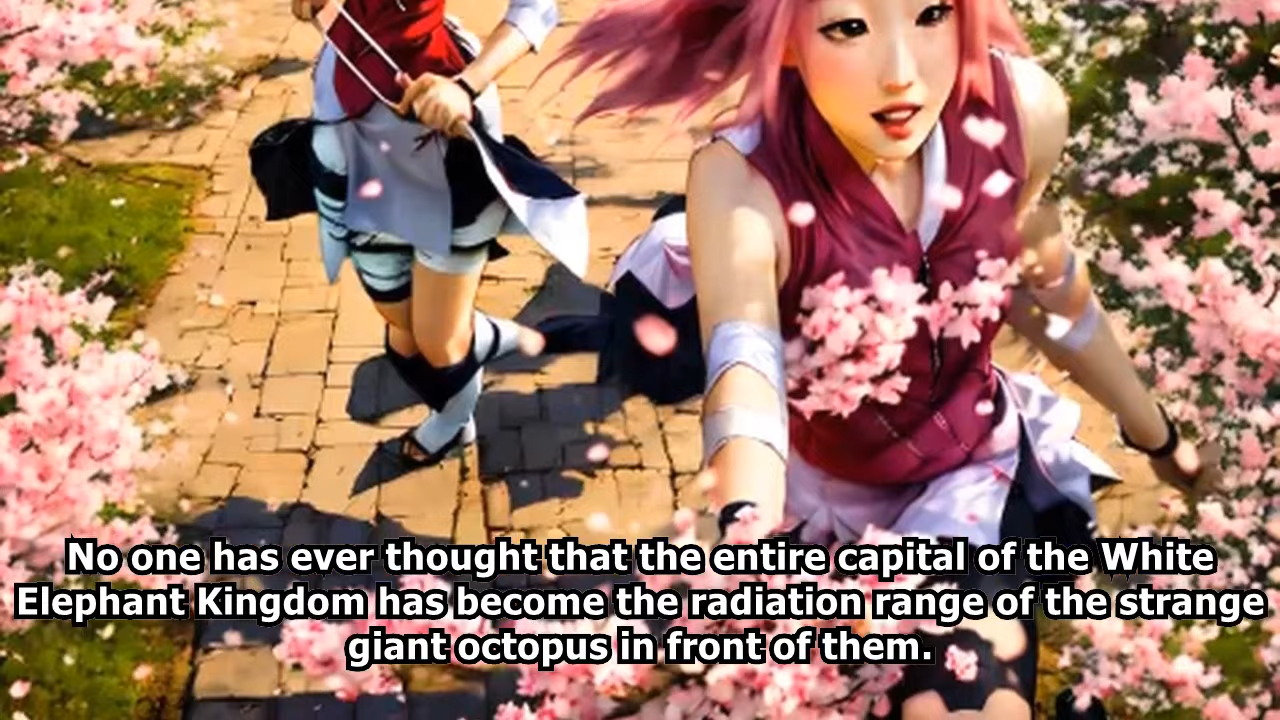 No one has ever thought that the entire capital of the White
Elephant Kingdom has become the radiation range of the strange
giant octopus in front of them.